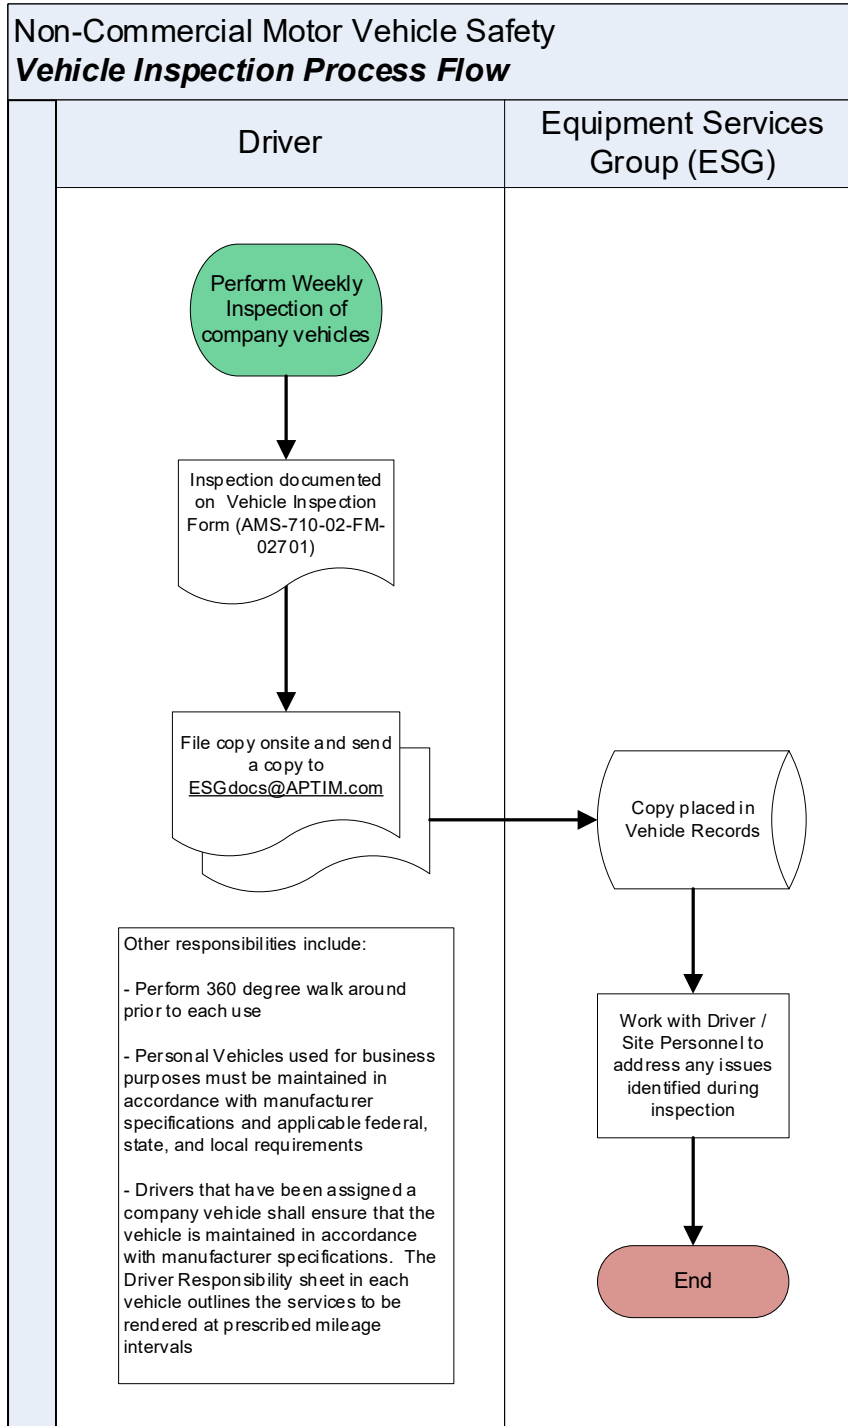 Non-Commercial Motor Vehicle Safety
Vehicle Inspection Process Flow
Driver
Equipment Services
Group (ESG)
Perform Weekly
Inspection of
company vehicles
Inspection documented
on Vehicle Inspection
Form (AMS-710-02-FM-
02701)
File copy onsite and send
a copy to
ESGdocs@APTIM.com
Copy placed in
Vehicle Records
Other responsibilities include:
- Perform 360 degree walk around
prior to each use
- Personal Vehicles used for business
purposes must be maintained in
accordance with manufacturer
specifications and applicable federal,
state, and local requirements
- Drivers that have been assigned a
company vehicle shall ensure that the
vehicle is maintained in accordance
with manufacturer specifications. The
Driver Responsibility sheet in each
vehicle outlines the services to be
rendered at prescribed mileage
intervals
Work with Driver /
Site Personnel to
address any issues
identified during
inspection
End